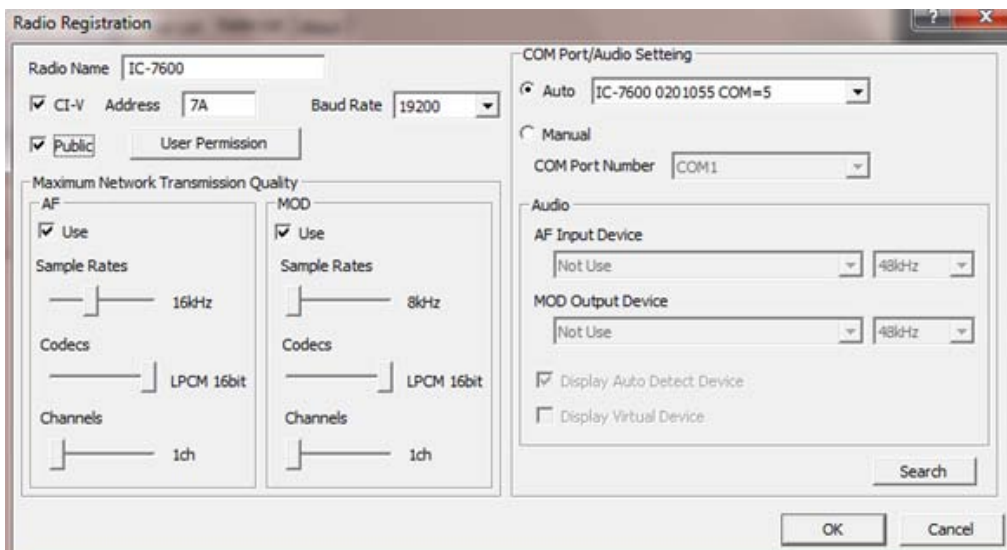 Radio Registration
Radio Name IC-7600
CI-V Address 7A Baud Rate 19200
Public User Permission
Maximum Network Transmission Quality
AF
Use
Sample Rates
16kHz
Codecs
LPCM 16bit
Channels
1ch
MOD
Use
Sample Rates
8kHz
Codecs
LPCM 16bit
Channels
1ch
COM Port/Audio Setteing
Auto IC-7600 0201055 COM=5
Manual
COM Port Number COM1
Audio
AF Input Device
Not Use 48kHz
MOD Output Device
Not Use 48kHz
Display Auto Detect Device
Display Virtual Device
Search
OK Cancel